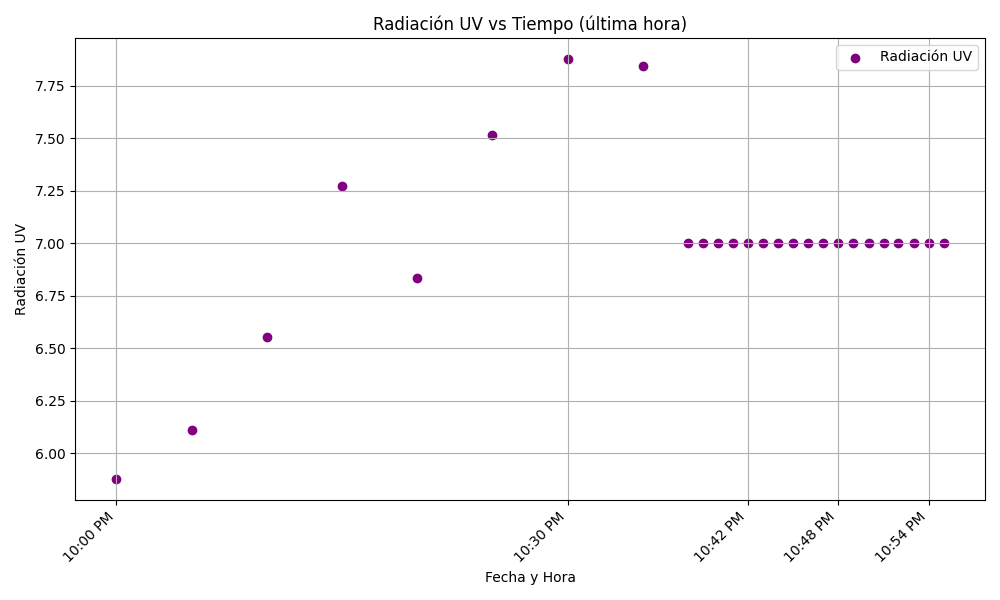 Radiación UV vs Tiempo (última hora)
Radiación UV
Radiación UV
7.75
7.50
7.25
7.00
6.75
6.50
6.25
6.00
10:00 PM
10:30 PM
10:42 PM
10:48 PM
10:54 PM
Fecha y Hora